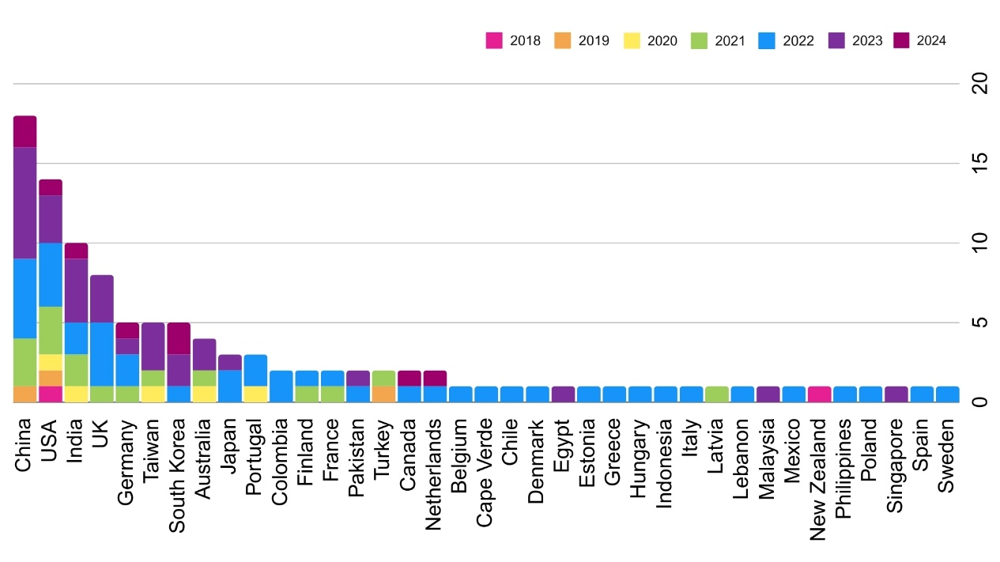 2018 2019 2020 2021 2022 2023 2024
20
15
10
5
0
China
USA
India
UK
Germany
Taiwan
South Korea
Australia
Japan
Portugal
Colombia
Finland
France
Pakistan
Turkey
Canada
Netherlands
Belgium
Cape Verde
Chile
Denmark
Egypt
Estonia
Greece
Hungary
Indonesia
Italy
Latvia
Lebanon
Malaysia
Mexico
New Zealand
Philippines
Poland
Singapore
Spain
Sweden